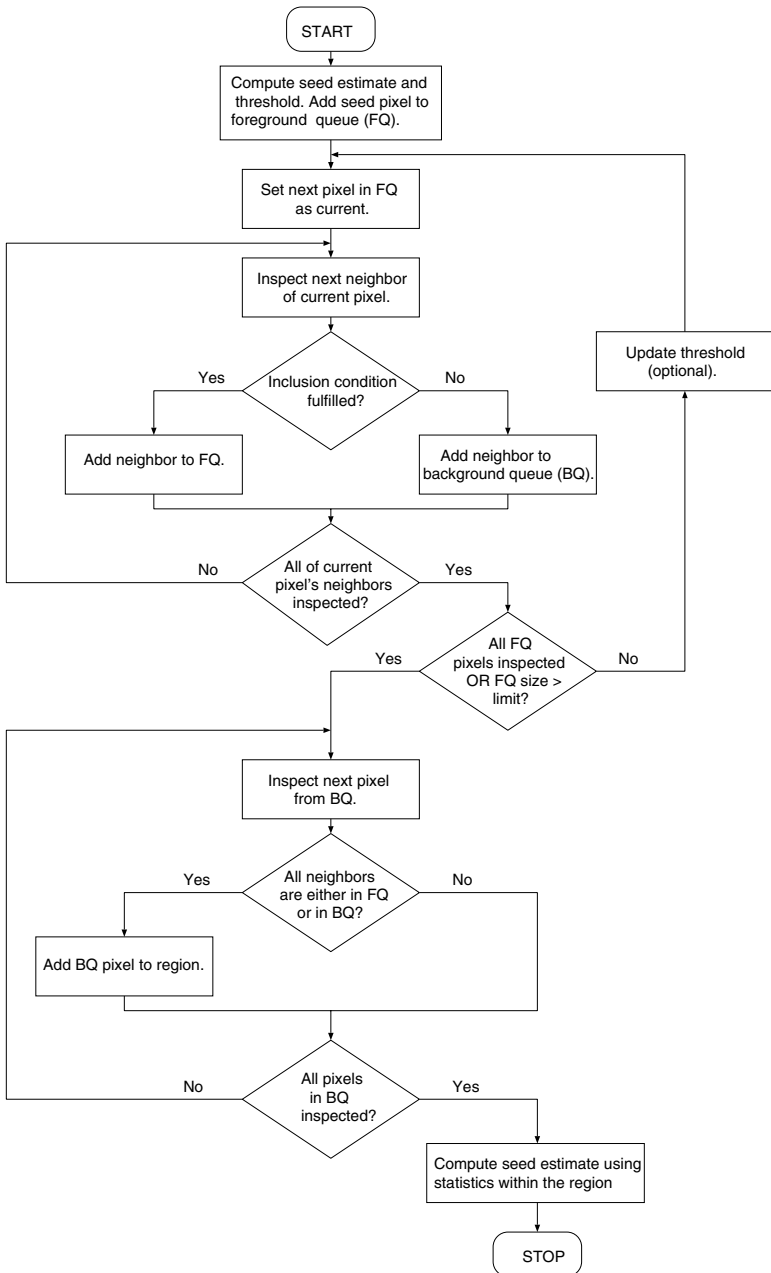 START
Compute seed estimate and
threshold. Add seed pixel to
foreground queue (FQ).
Set next pixel in FQ
as current.
Inspect next neighbor
of current pixel.
Update threshold
(optional).
Yes
Inclusion condition
fulfilled?
No
Add neighbor to FQ.
Add neighbor to
background queue (BQ).
No
All of current
pixel's neighbors
inspected?
Yes
Yes
All FQ
pixels inspected
OR FQ size >
limit?
No
Inspect next pixel
from BQ.
Yes
All neighbors
are either in FQ
or in BQ?
No
Add BQ pixel to region.
No
All pixels
in BQ
inspected?
Yes
Compute seed estimate using
statistics within the region
STOP